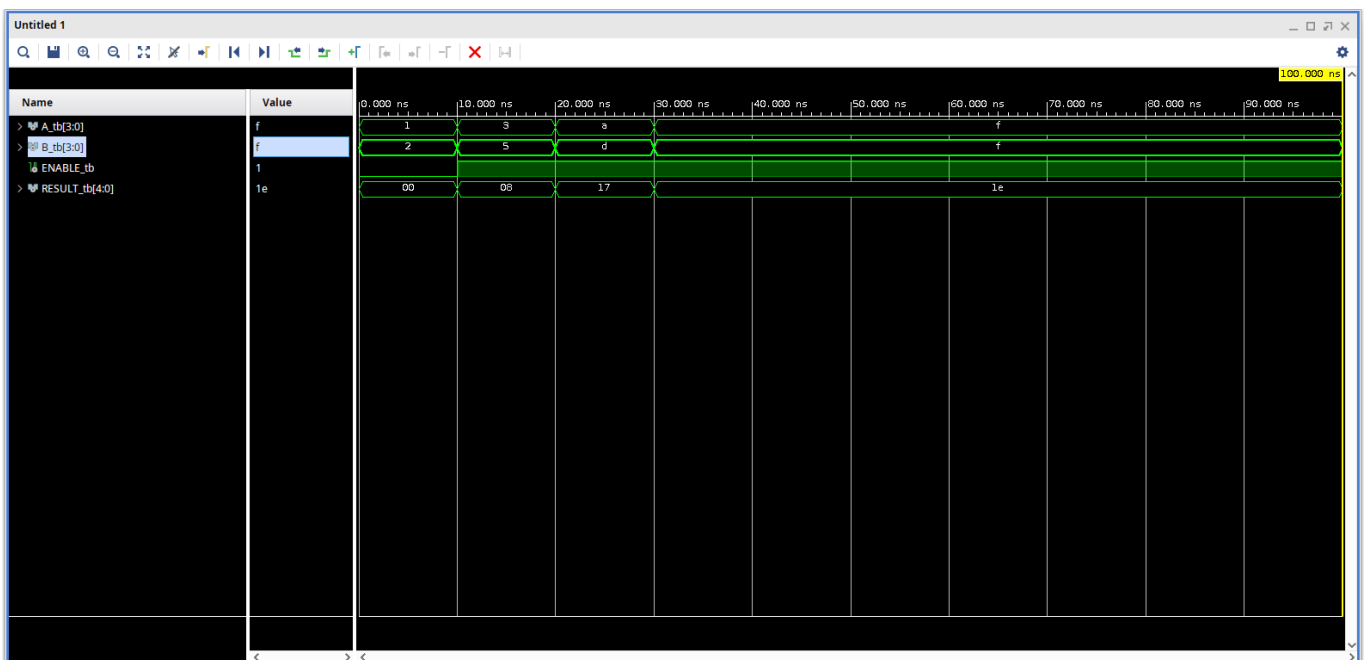 Untitled 1
100.000 ns
Name Value
0.000 ns 10.000 ns 20.000 ns 30.000 ns 40.000 ns 50.000 ns 60.000 ns 70.000 ns 80.000 ns 90.000 ns
A_tb[3:0] f 1 3 a f
B_tb[3:0] f 2 5 d f
ENABLE_tb 1
RESULT_tb[4:0] 1e 00 08 17 1e